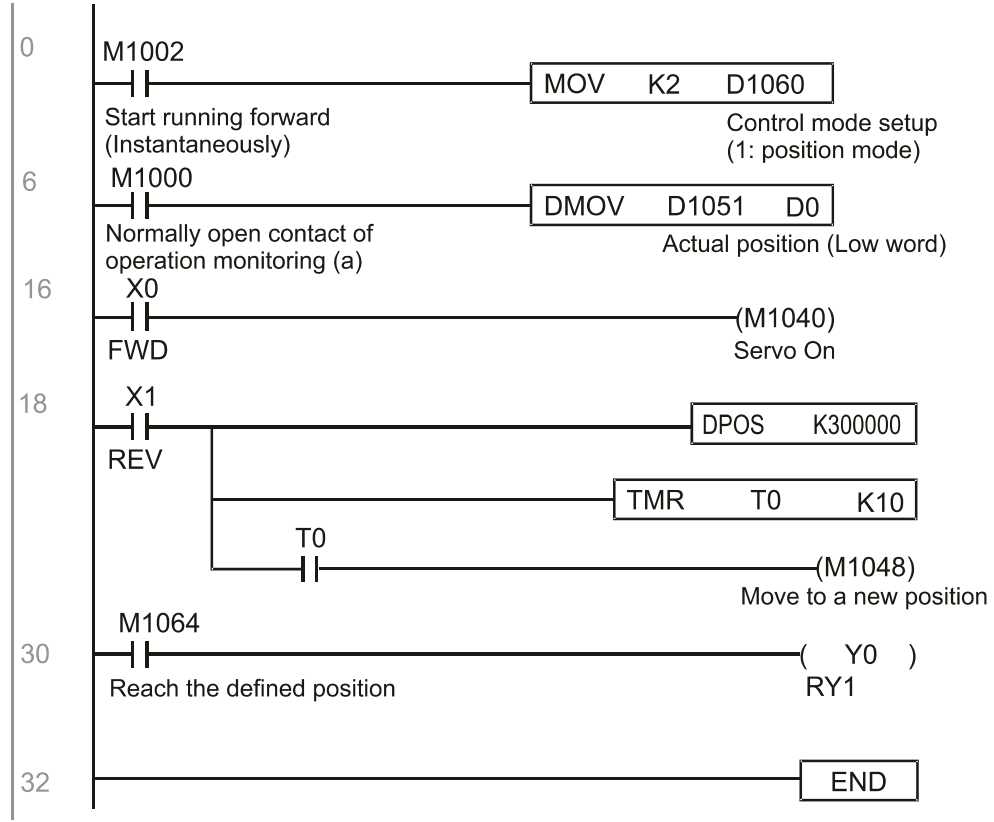 0
M1002
MOV K2 D1060
Start running forward
(Instantaneously)
Control mode setup
(1: position mode)
6
M1000
DMOV D1051 D0
Normally open contact of
operation monitoring (a)
Actual position (Low word)
16
X0
(M1040)
FWD
Servo On
18
X1
DPOS K300000
REV
TMR T0 K10
T0
(M1048)
Move to a new position
30
M1064
( Y0 )
Reach the defined position
RY1
32
END